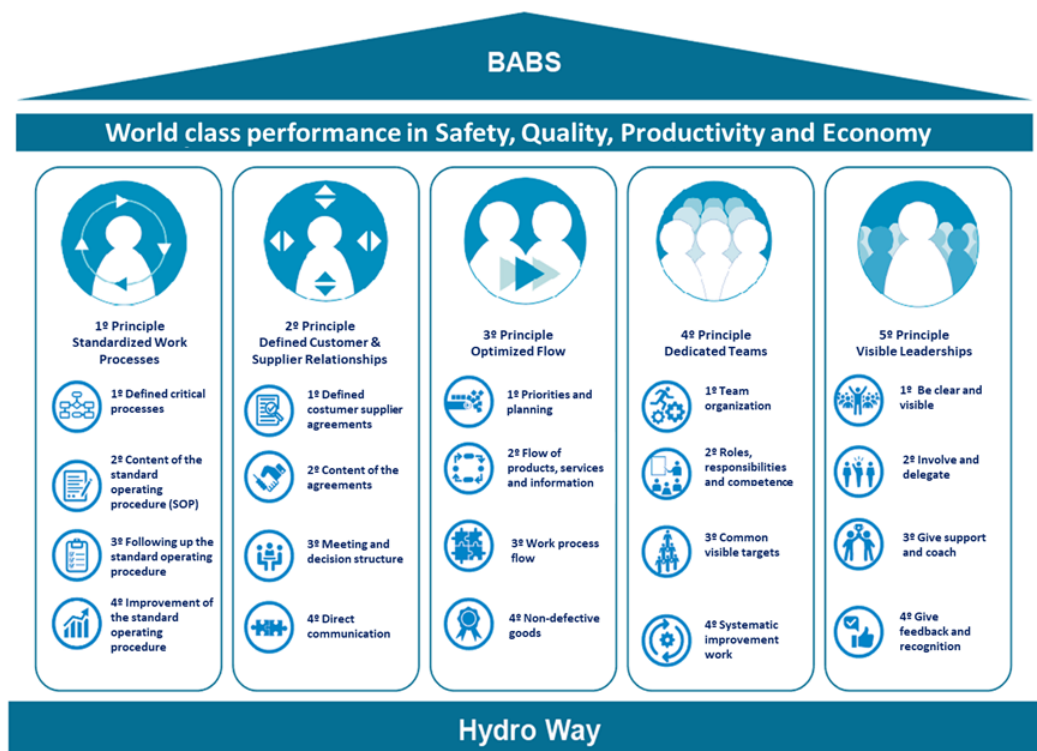 BABS
World class performance in Safety, Quality, Productivity and Economy
1º Principle
Standardized Work
Processes
1º Defined critical
processes
2º Content of the
standard
operating
procedure (SOP)
3º Following up the
standard operating
procedure
4º Improvement of
the standard
operating
procedure
2º Principle
Defined Customer &
Supplier Relationships
1º Defined
costumer supplier
agreements
2º Content of the
agreements
3º Meeting and
decision structure
4º Direct
communication
3º Principle
Optimized Flow
1º Priorities and
planning
2º Flow of
products, services
and information
3º Work process
flow
4º Non-defective
goods
4º Principle
Dedicated Teams
1º Team
organization
2º Roles,
responsibilities
and competence
3º Common
visible targets
4º Systematic
improvement
work
5º Principle
Visible Leaderships
1º Be clear and
visible
2º Involve and
delegate
3º Give support
and coach
4º Give
feedback and
recognition
Hydro Way